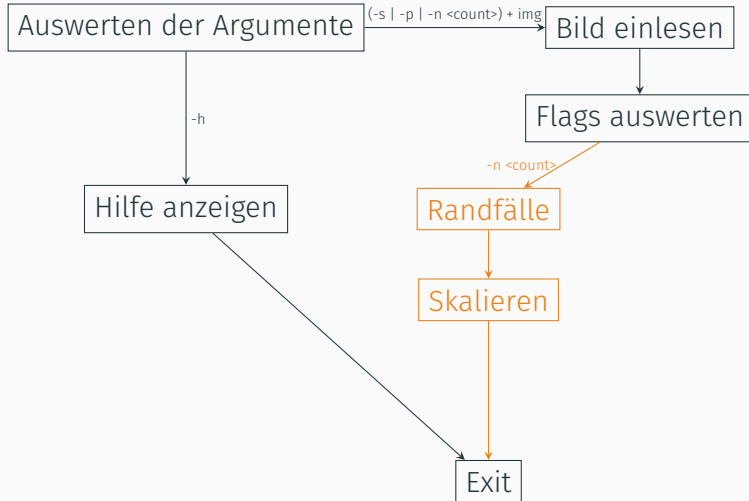 Auswerten der Argumente
(-s | -p | -n <count>) + img
Bild einlesen
Flags auswerten
-h
-n <count>
Hilfe anzeigen
Randfälle
Skalieren
Exit